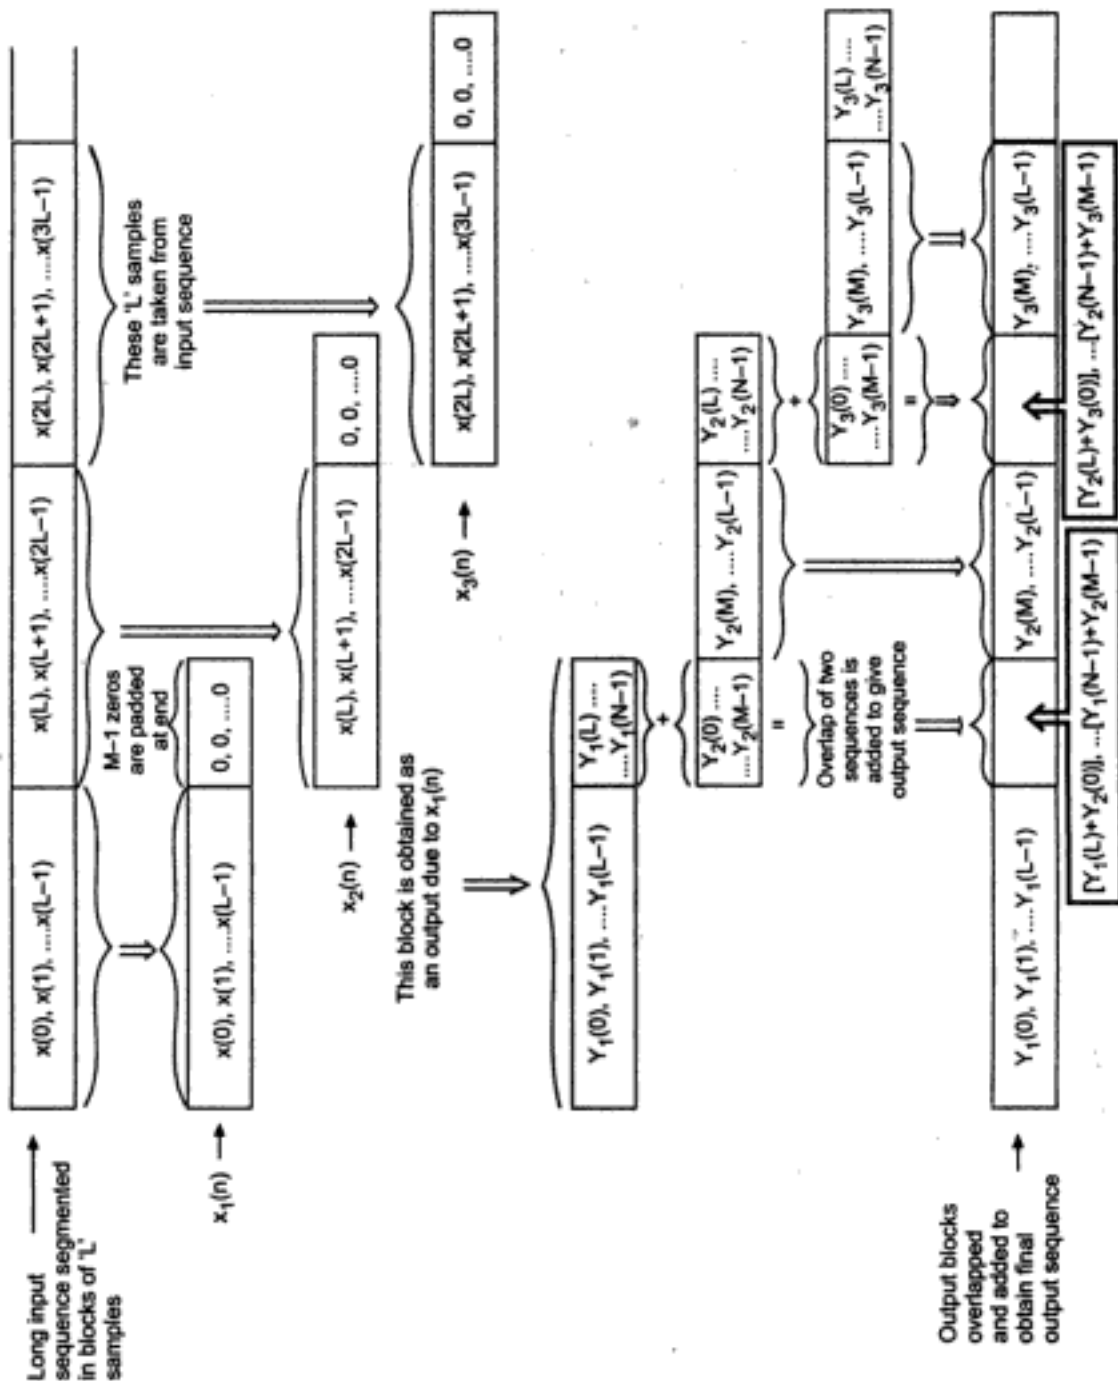 Long input
sequence segmented
in blocks of 'L'
samples
x(0), x(1), ....x(L–1)
x(L), x(L+1), ....x(2L–1)
x(2L), x(2L+1), ....x(3L–1)
M–1 zeros
are padded
at end
These 'L' samples
are taken from
input sequence
x₁(n)
x(0), x(1), ....x(L–1)
0, 0, ....0
x₂(n)
x(L), x(L+1), ....x(2L–1)
0, 0, ....0
x₃(n)
x(2L), x(2L+1), ....x(3L–1)
0, 0, ....0
This block is obtained as
an output due to x₁(n)
Y₁(0), Y₁(1), ....Y₁(L–1)
Y₁(L) ....
....Y₁(N–1)
+
Y₂(0) ....
....Y₂(M–1)
Y₂(M), ....Y₂(L–1)
Y₂(L) ....
....Y₂(N–1)
=
+
Overlap of two
sequences is
added to give
output sequence
Y₃(0) ....
....Y₃(M–1)
Y₃(M), ....Y₃(L–1)
Y₃(L) ....
....Y₃(N–1)
=
Output blocks
overlapped
and added to
obtain final
output sequence
Y₁(0), Y₁(1), ....Y₁(L–1)
Y₂(M), ....Y₂(L–1)
Y₃(M), ....Y₃(L–1)
[Y₁(L)+Y₂(0)], ....[Y₁(N–1)+Y₂(M–1)
[Y₂(L)+Y₃(0)], ...[Y₂(N–1)+Y₃(M–1)